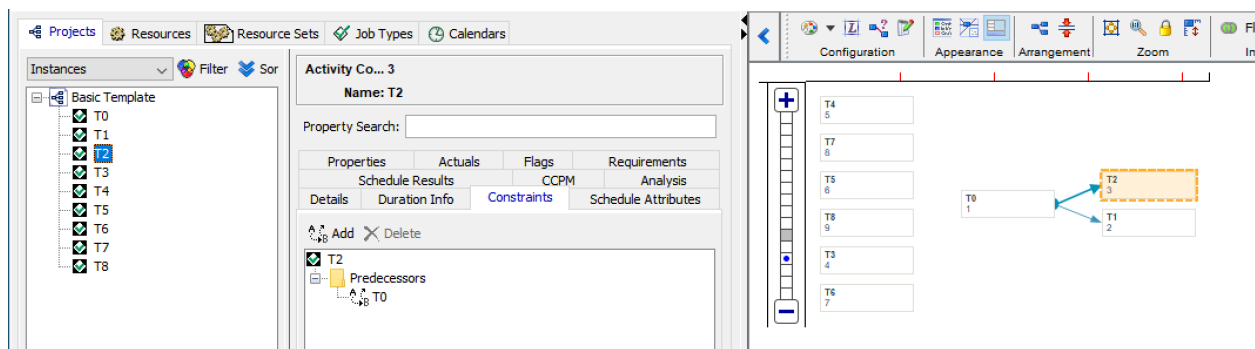 Projects Resources Resource Sets Job Types Calendars
Instances Filter Sor
Basic Template
T0
T1
T2
T3
T4
T5
T6
T7
T8
Activity Co... 3
Name: T2
Property Search:
Properties Actuals Flags Requirements
Schedule Results CCPM Analysis
Details Duration Info Constraints Schedule Attributes
Add Delete
T2
Predecessors
T0
Configuration Appearance Arrangement Zoom
Fl
In
T4
5
T7
8
T5
6
T8
9
T3
4
T6
7
T0
1
T2
3
T1
2